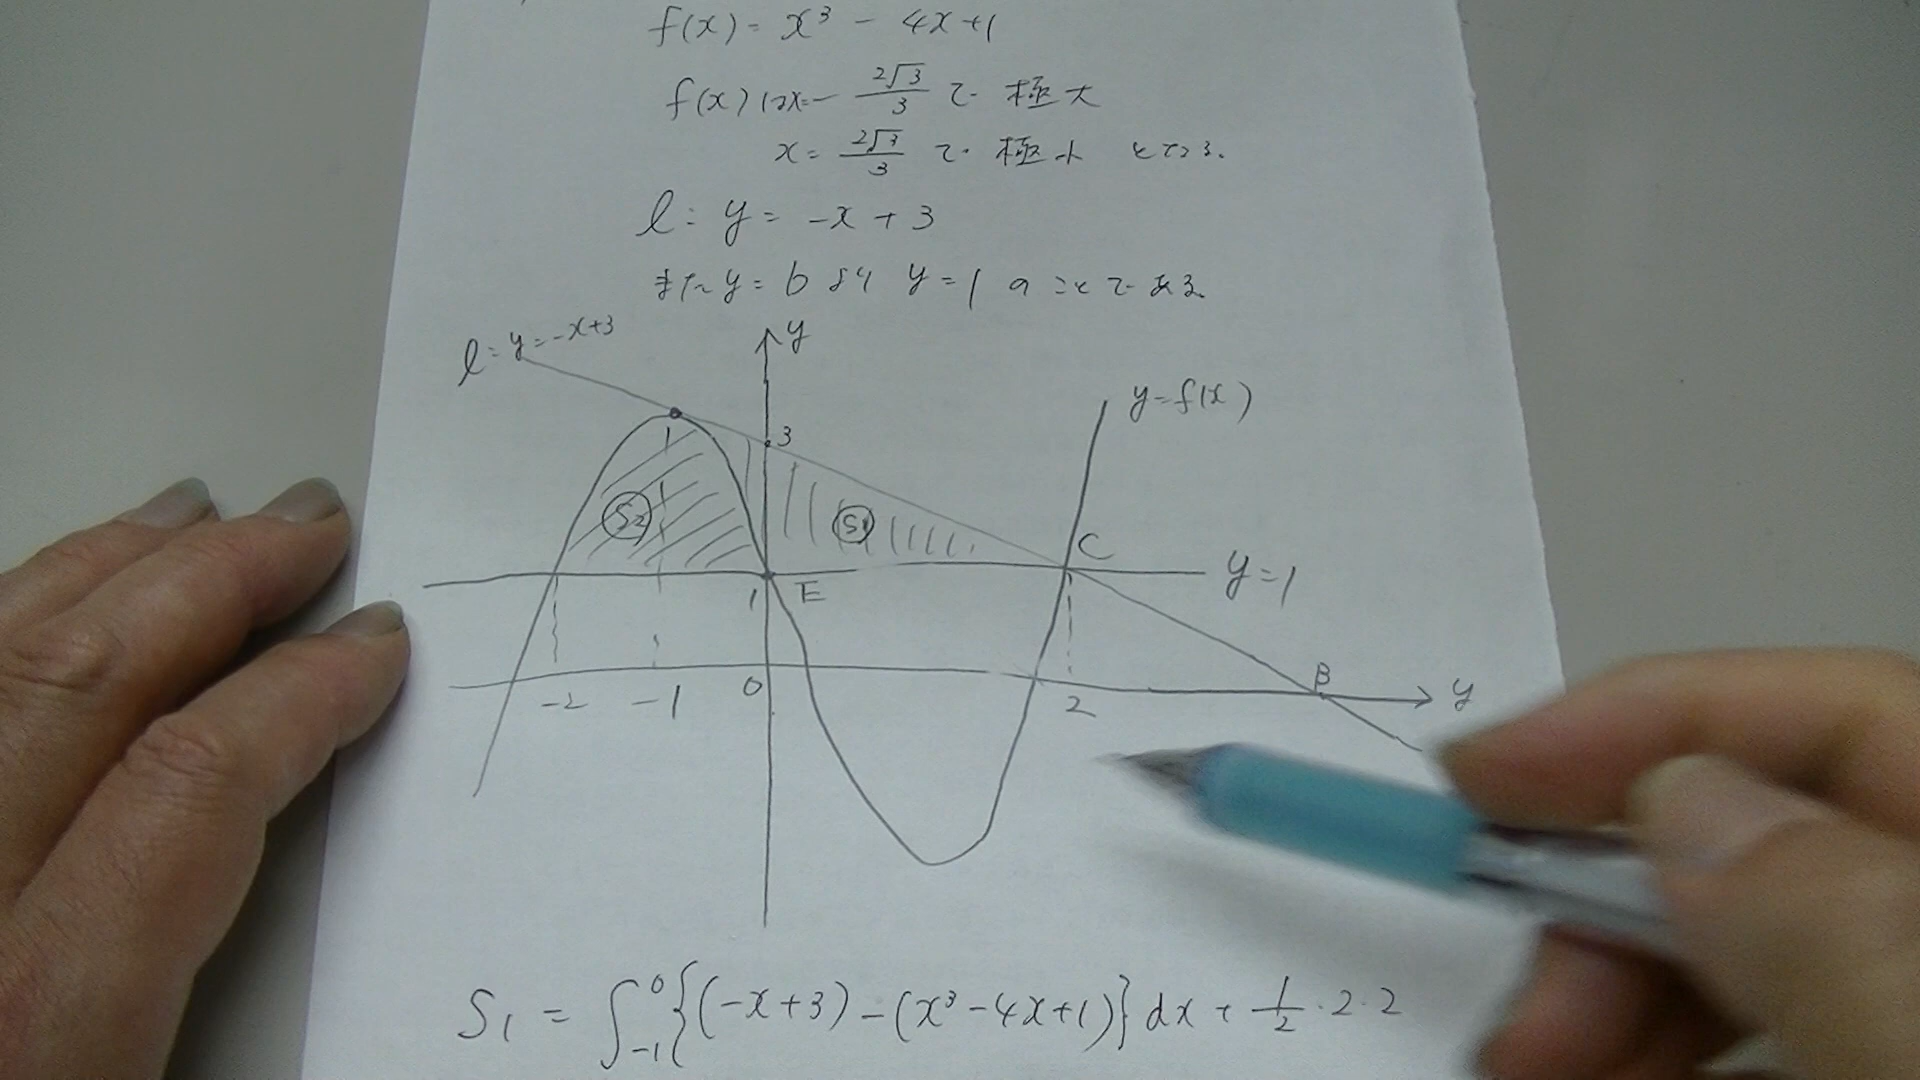 f(x) = x³ - 4x+1
f(x)はx=- 2√3/3 で 極大
x= 2√3/3 で 極小 となる.
l: y = -x + 3
また y = b より y = 1 のことである.
l: y = -x+3
y
y=f(x)
3
1
S2
S1
C
y=1
1
E
B
y
-2
-1
0
2
S1 = ∫₋₁⁰{(-x+3)-(x³-4x+1)}dx + 1/2・2・2